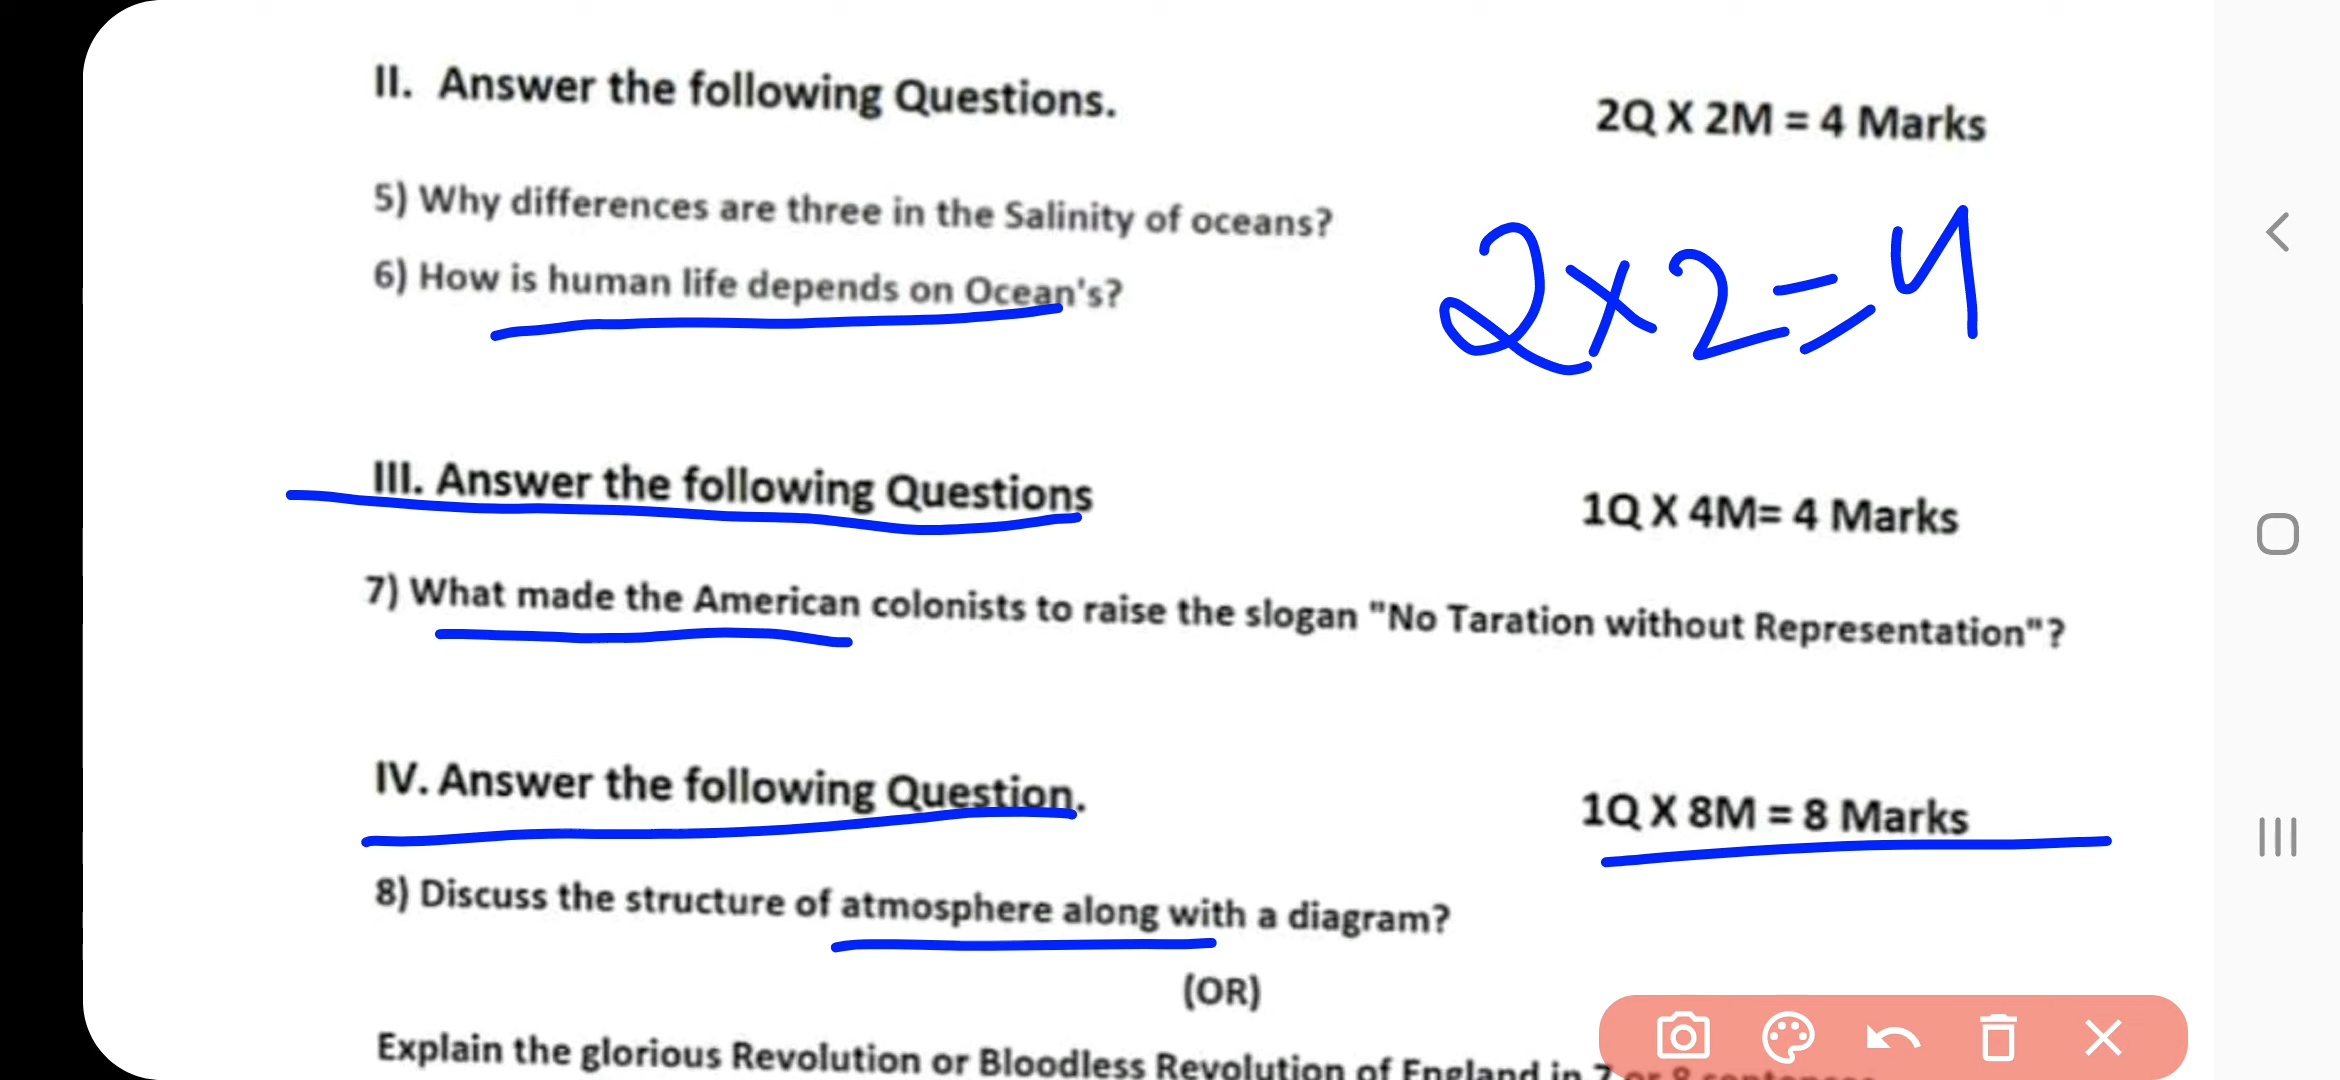 II. Answer the following Questions.
2Q X 2M = 4 Marks
5) Why differences are three in the Salinity of oceans?
2x2=4
6) How is human life depends on Ocean's?
III. Answer the following Questions
1Q X 4M= 4 Marks
7) What made the American colonists to raise the slogan "No Taration without Representation"?
IV. Answer the following Question.
1Q X 8M = 8 Marks
8) Discuss the structure of atmosphere along with a diagram?
(OR)
Explain the glorious Revolution or Bloodless Revolution of England in 7 or 8 sentences